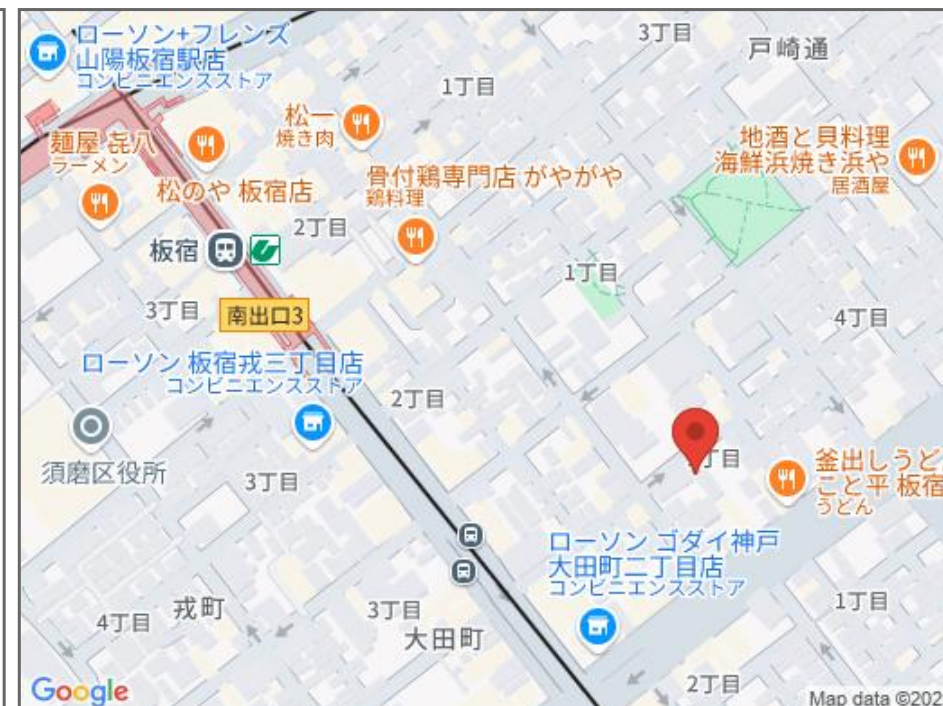 ローソン+フレンズ
山陽板宿駅店
コンビニエンスストア
3丁目
戸崎通
1丁目
松一
焼き肉
麺屋 㐂八
ラーメン
地酒と貝料理
海鮮浜焼き浜や
居酒屋
骨付鶏専門店 がやがや
鶏料理
松のや 板宿店
2丁目
板宿
1丁目
3丁目
南出口3
4丁目
ローソン 板宿戎三丁目店
コンビニエンスストア
2丁目
須磨区役所
3丁目
丁目
釜出しうど
こと平 板宿
うどん
ローソン ゴダイ神戸
大田町二丁目店
コンビニエンスストア
1丁目
4丁目
戎町
3丁目
大田町
2丁目
Google
Map data ©202